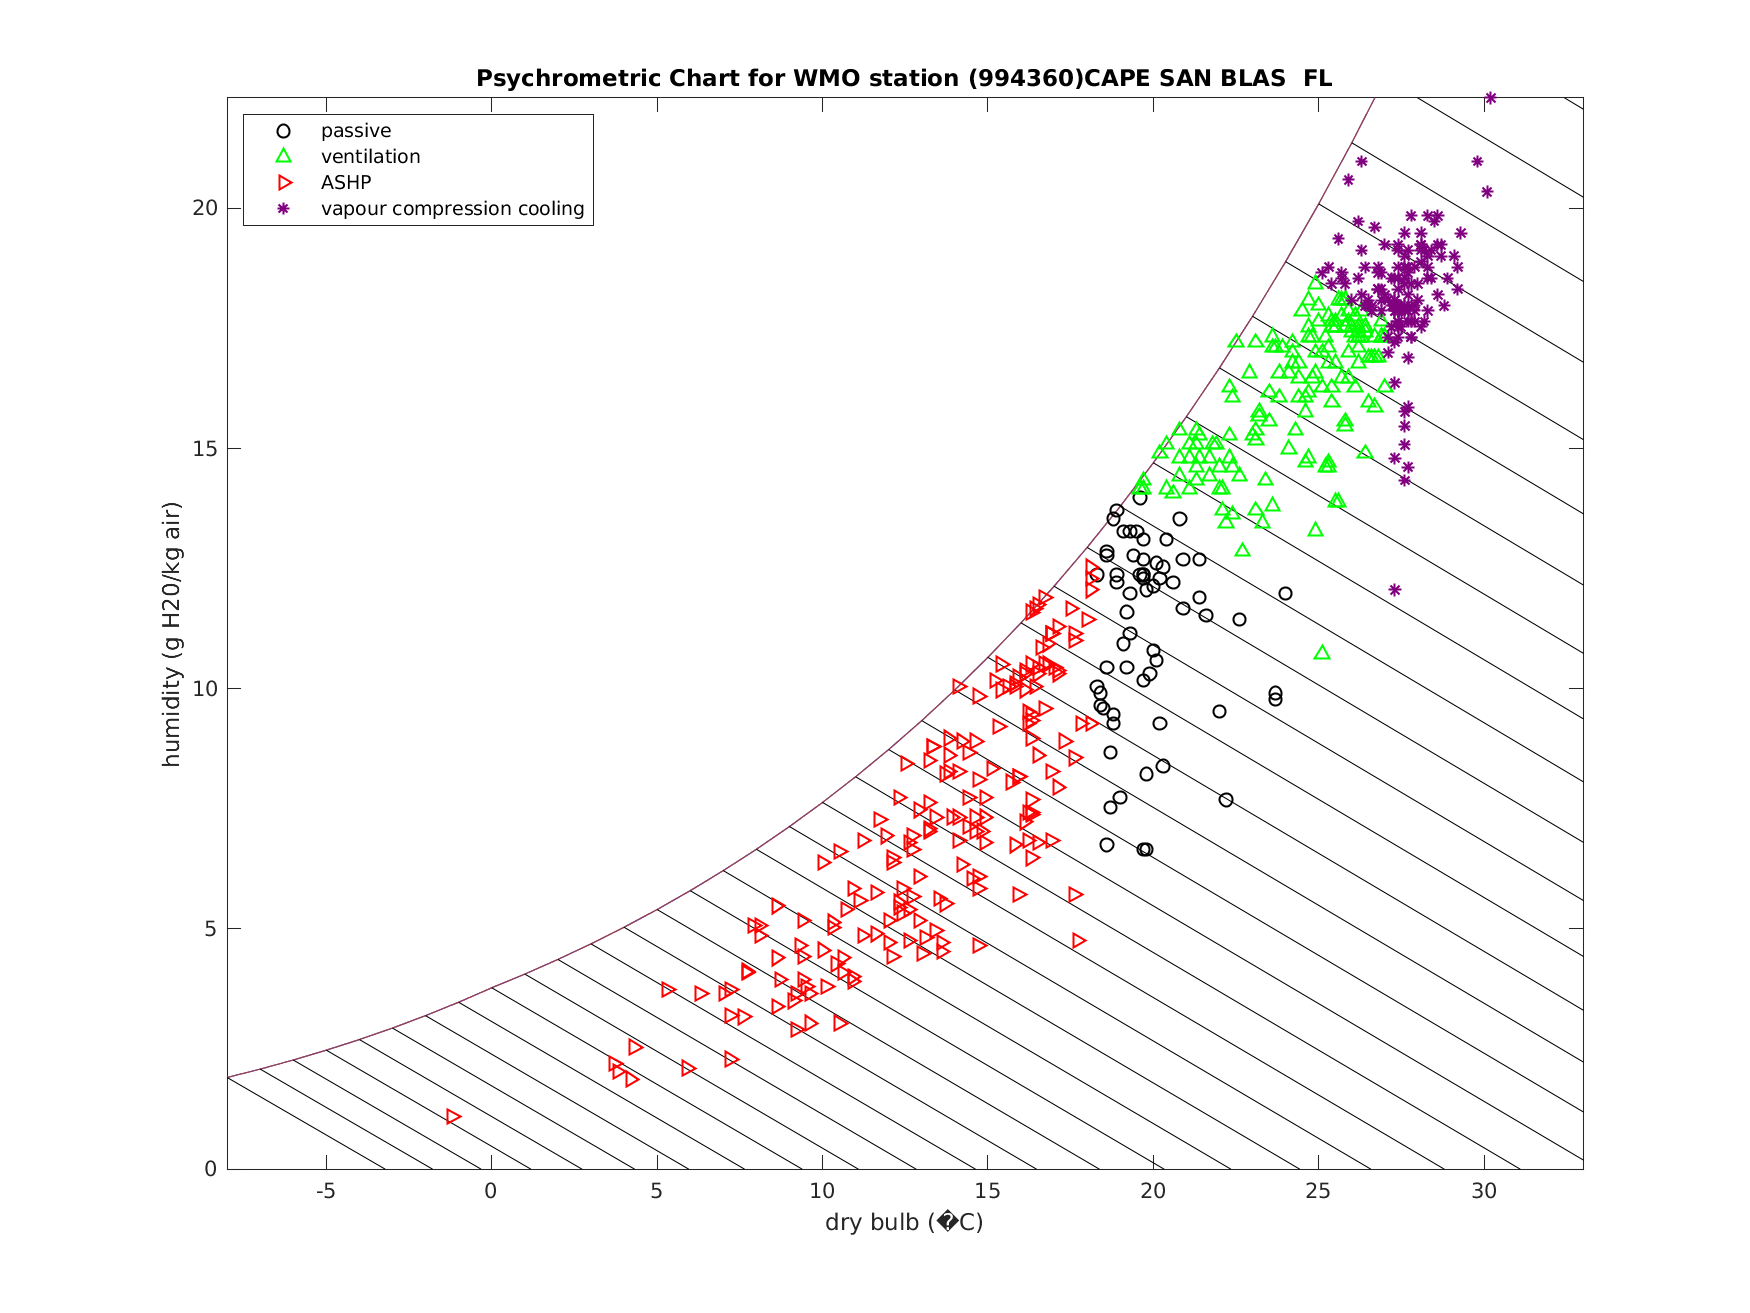 Psychrometric Chart for WMO station (994360)CAPE SAN BLAS  FL
passive
ventilation
ASHP
vapour compression cooling
20
15
10
5
0
humidity (g H20/kg air)
-5 0 5 10 15 20 25 30
dry bulb (�C)